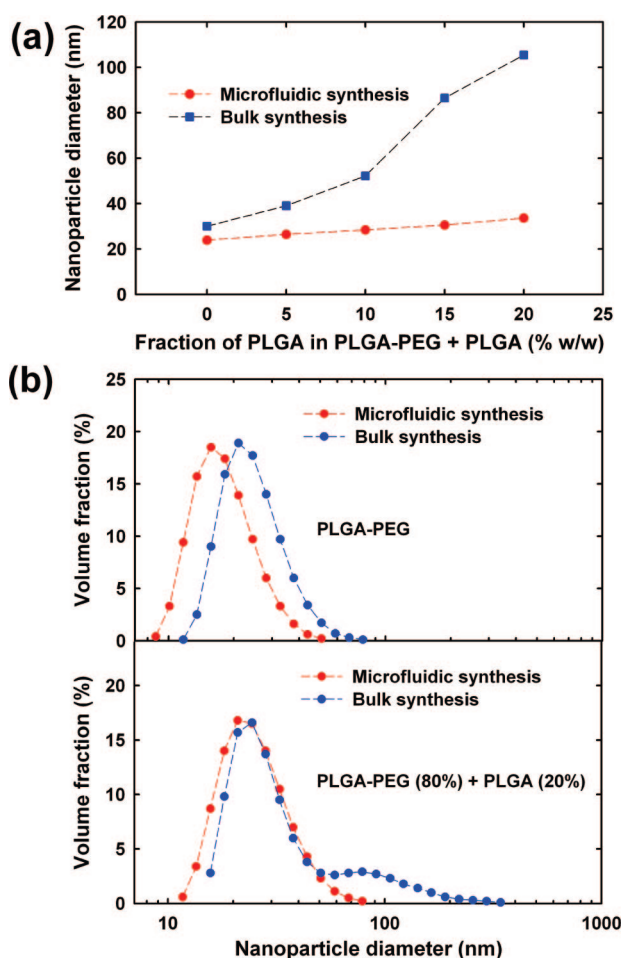 (a)
Nanoparticle diameter (nm)
120
100
80
60
40
20
0
Microfluidic synthesis
Bulk synthesis
0 5 10 15 20 25
Fraction of PLGA in PLGA-PEG + PLGA (% w/w)
(b)
Volume fraction (%)
25
20
15
10
5
0
Microfluidic synthesis
Bulk synthesis
PLGA-PEG
Volume fraction (%)
20
15
10
5
0
Microfluidic synthesis
Bulk synthesis
PLGA-PEG (80%) + PLGA (20%)
10 100 1000
Nanoparticle diameter (nm)